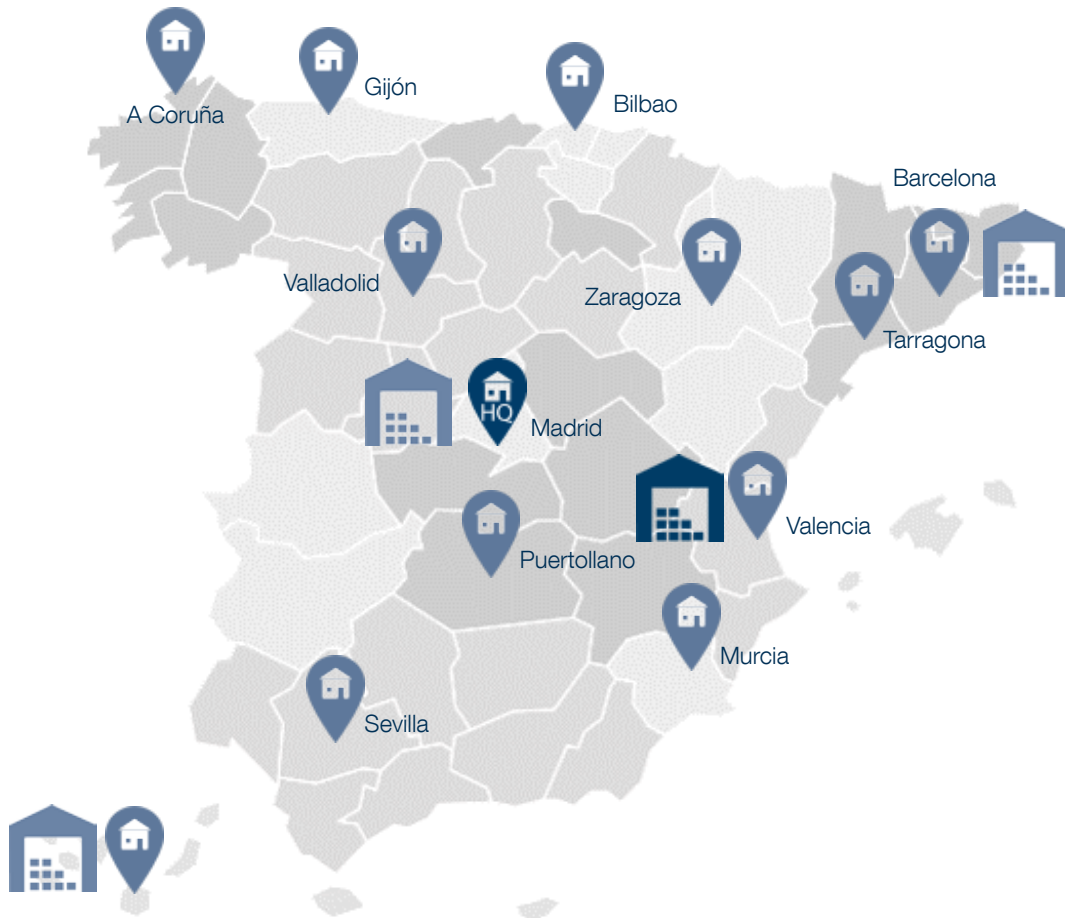 Gijón
Bilbao
A Coruña
Barcelona
Valladolid
Zaragoza
Tarragona
HQ
Madrid
Valencia
Puertollano
Murcia
Sevilla